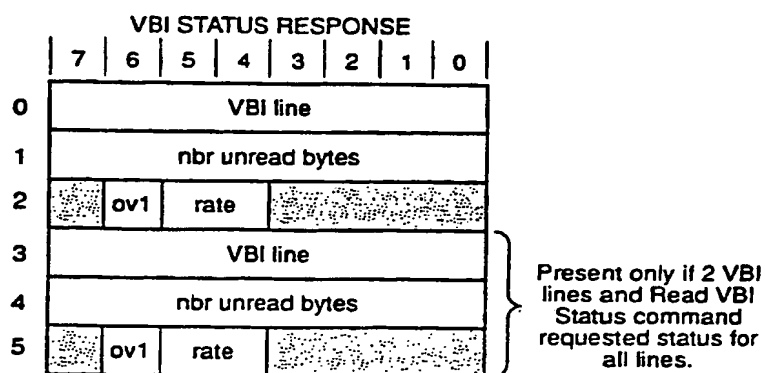 VBI STATUS RESPONSE
7 6 5 4 3 2 1 0
0 VBI line
1 nbr unread bytes
2 ov1 rate
3 VBI line
4 nbr unread bytes
5 ov1 rate
Present only if 2 VBI
lines and Read VBI
Status command
requested status for
all lines.